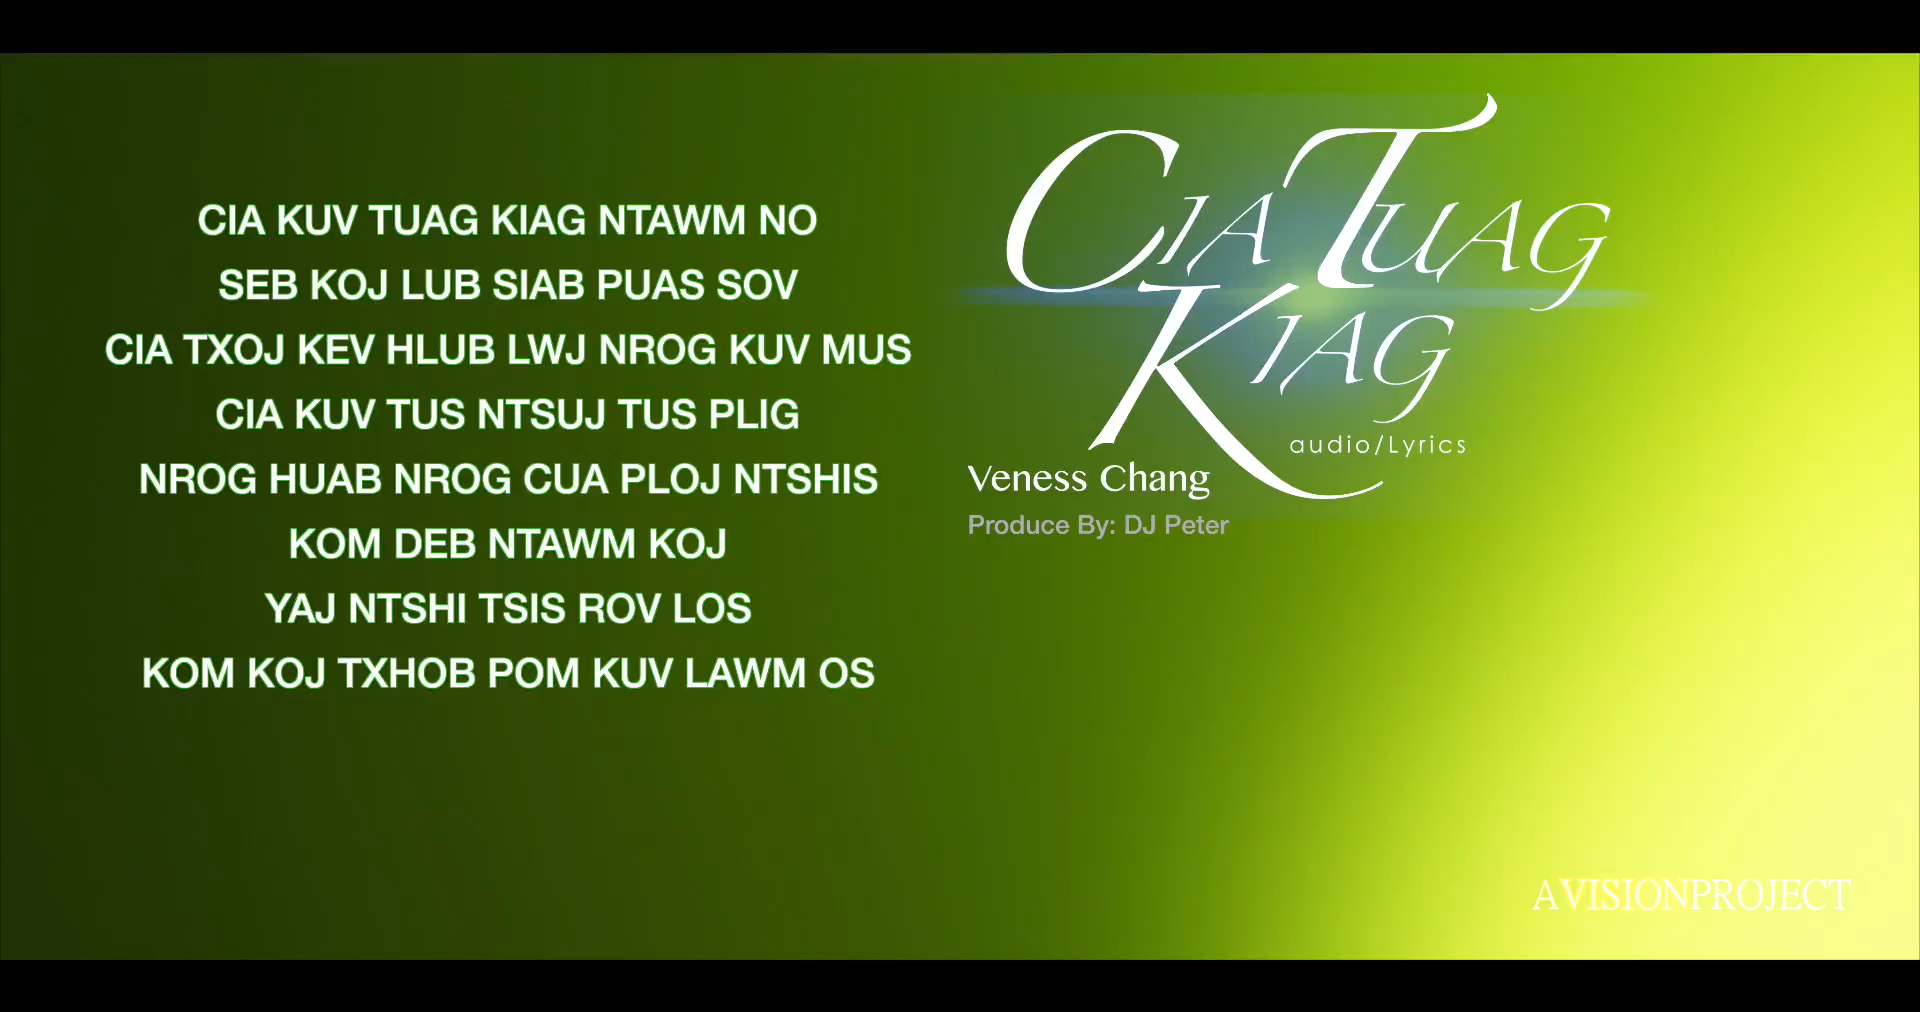 CIA KUV TUAG KIAG NTAWM NO
SEB KOJ LUB SIAB PUAS SOV
CIA TXOJ KEV HLUB LWJ NROG KUV MUS
CIA KUV TUS NTSUJ TUS PLIG
NROG HUAB NROG CUA PLOJ NTSHIS
KOM DEB NTAWM KOJ
YAJ NTSHI TSIS ROV LOS
KOM KOJ TXHOB POM KUV LAWM OS
CIA TUAG
KIAG
audio/Lyrics
Veness Chang
Produce By: DJ Peter
AVISIONPROJECT